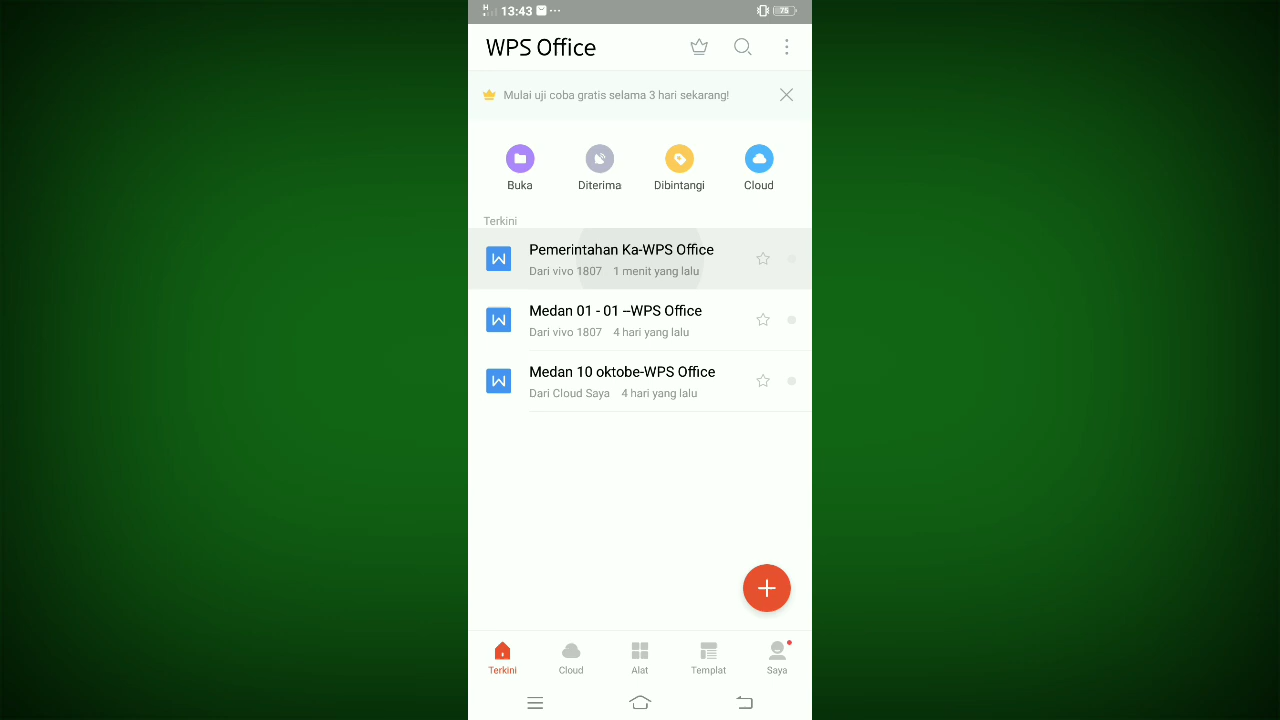 H 13:43 ... 75
WPS Office
Mulai uji coba gratis selama 3 hari sekarang!
Buka Diterima Dibintangi Cloud
Terkini
Pemerintahan Ka-WPS Office
Dari vivo 1807 1 menit yang lalu
Medan 01 - 01 --WPS Office
Dari vivo 1807 4 hari yang lalu
Medan 10 oktobe-WPS Office
Dari Cloud Saya 4 hari yang lalu
Terkini Cloud Alat Templat Saya